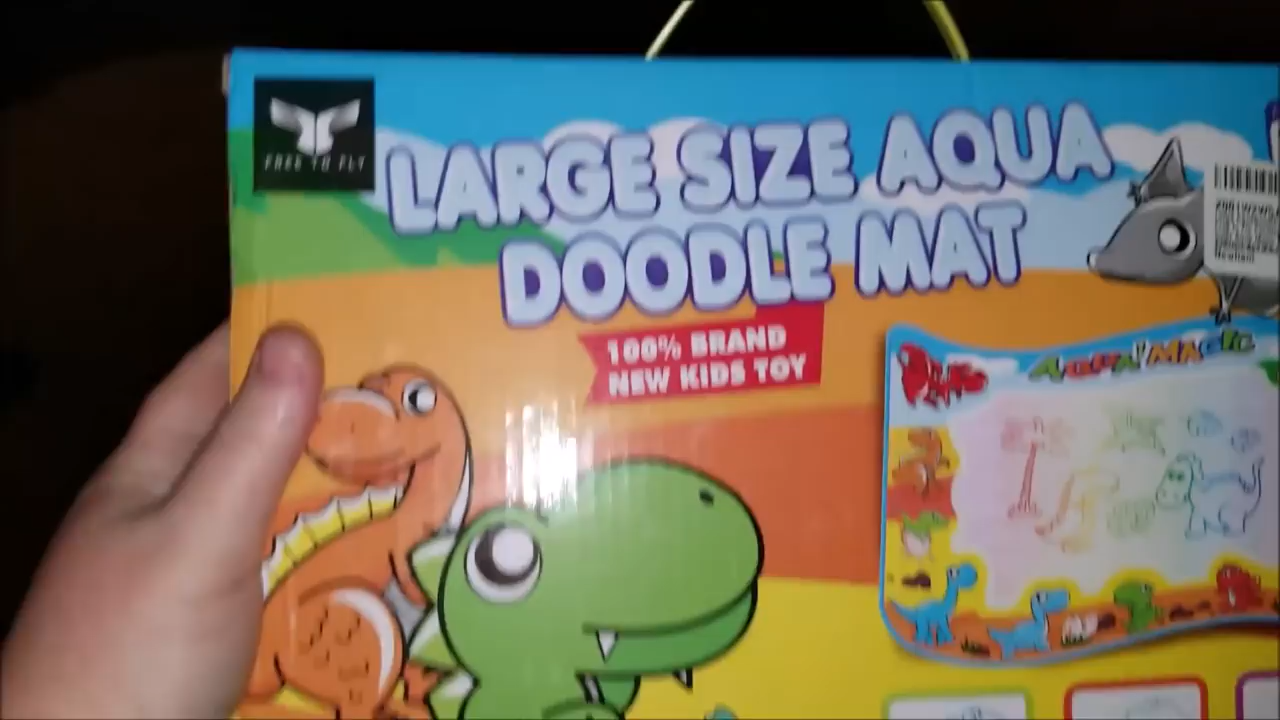 FREE TO FLY
LARGE SIZE AQUA
DOODLE MAT
100% BRAND
NEW KIDS TOY
AQUA MAGIC